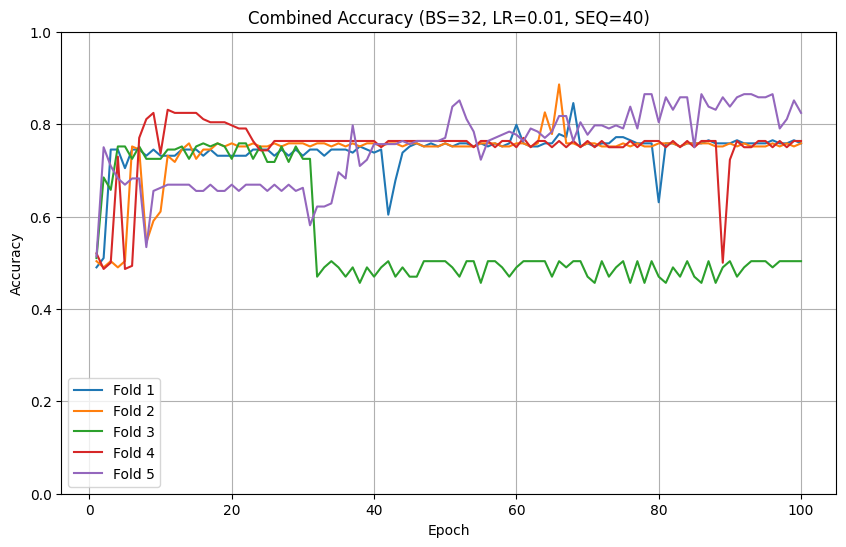 Combined Accuracy (BS=32, LR=0.01, SEQ=40)
1.0
0.8
0.6
0.4
0.2
0.0
Accuracy
Fold 1
Fold 2
Fold 3
Fold 4
Fold 5
0 20 40 60 80 100
Epoch